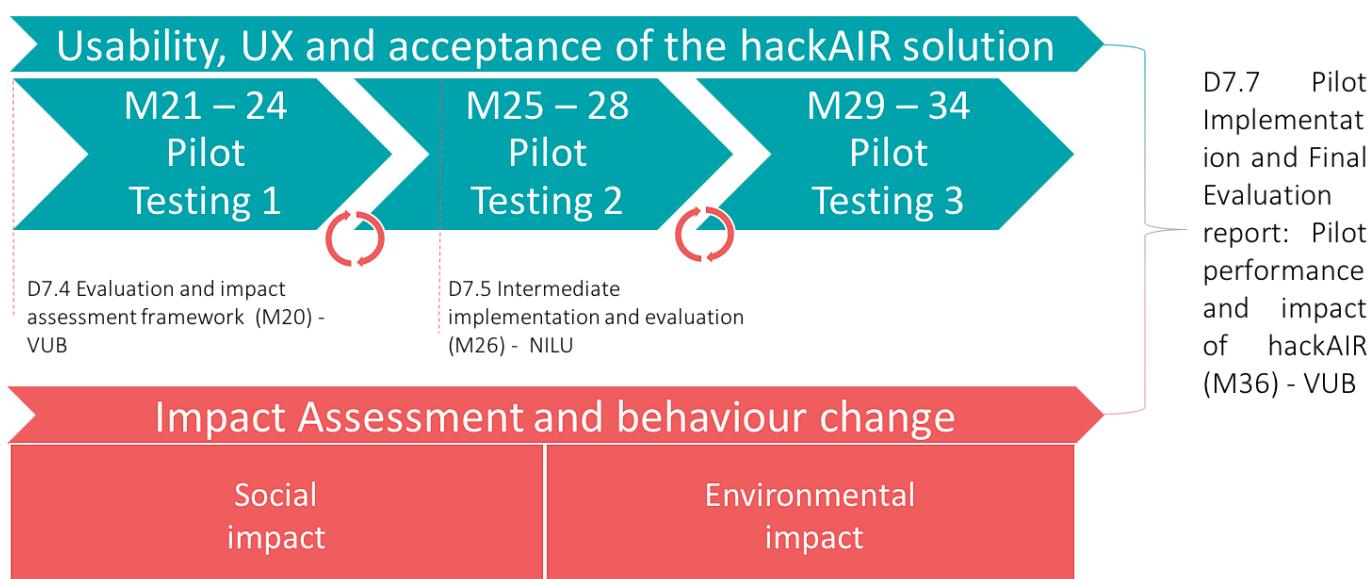 Usability, UX and acceptance of the hackAIR solution
M21 – 24
Pilot
Testing 1
M25 – 28
Pilot
Testing 2
M29 – 34
Pilot
Testing 3
D7.4 Evaluation and impact
assessment framework (M20) -
VUB
D7.5 Intermediate
implementation and evaluation
(M26) - NILU
D7.7 Pilot
Implementat
ion and Final
Evaluation
report: Pilot
performance
and impact
of hackAIR
(M36) - VUB
Impact Assessment and behaviour change
Social
impact
Environmental
impact